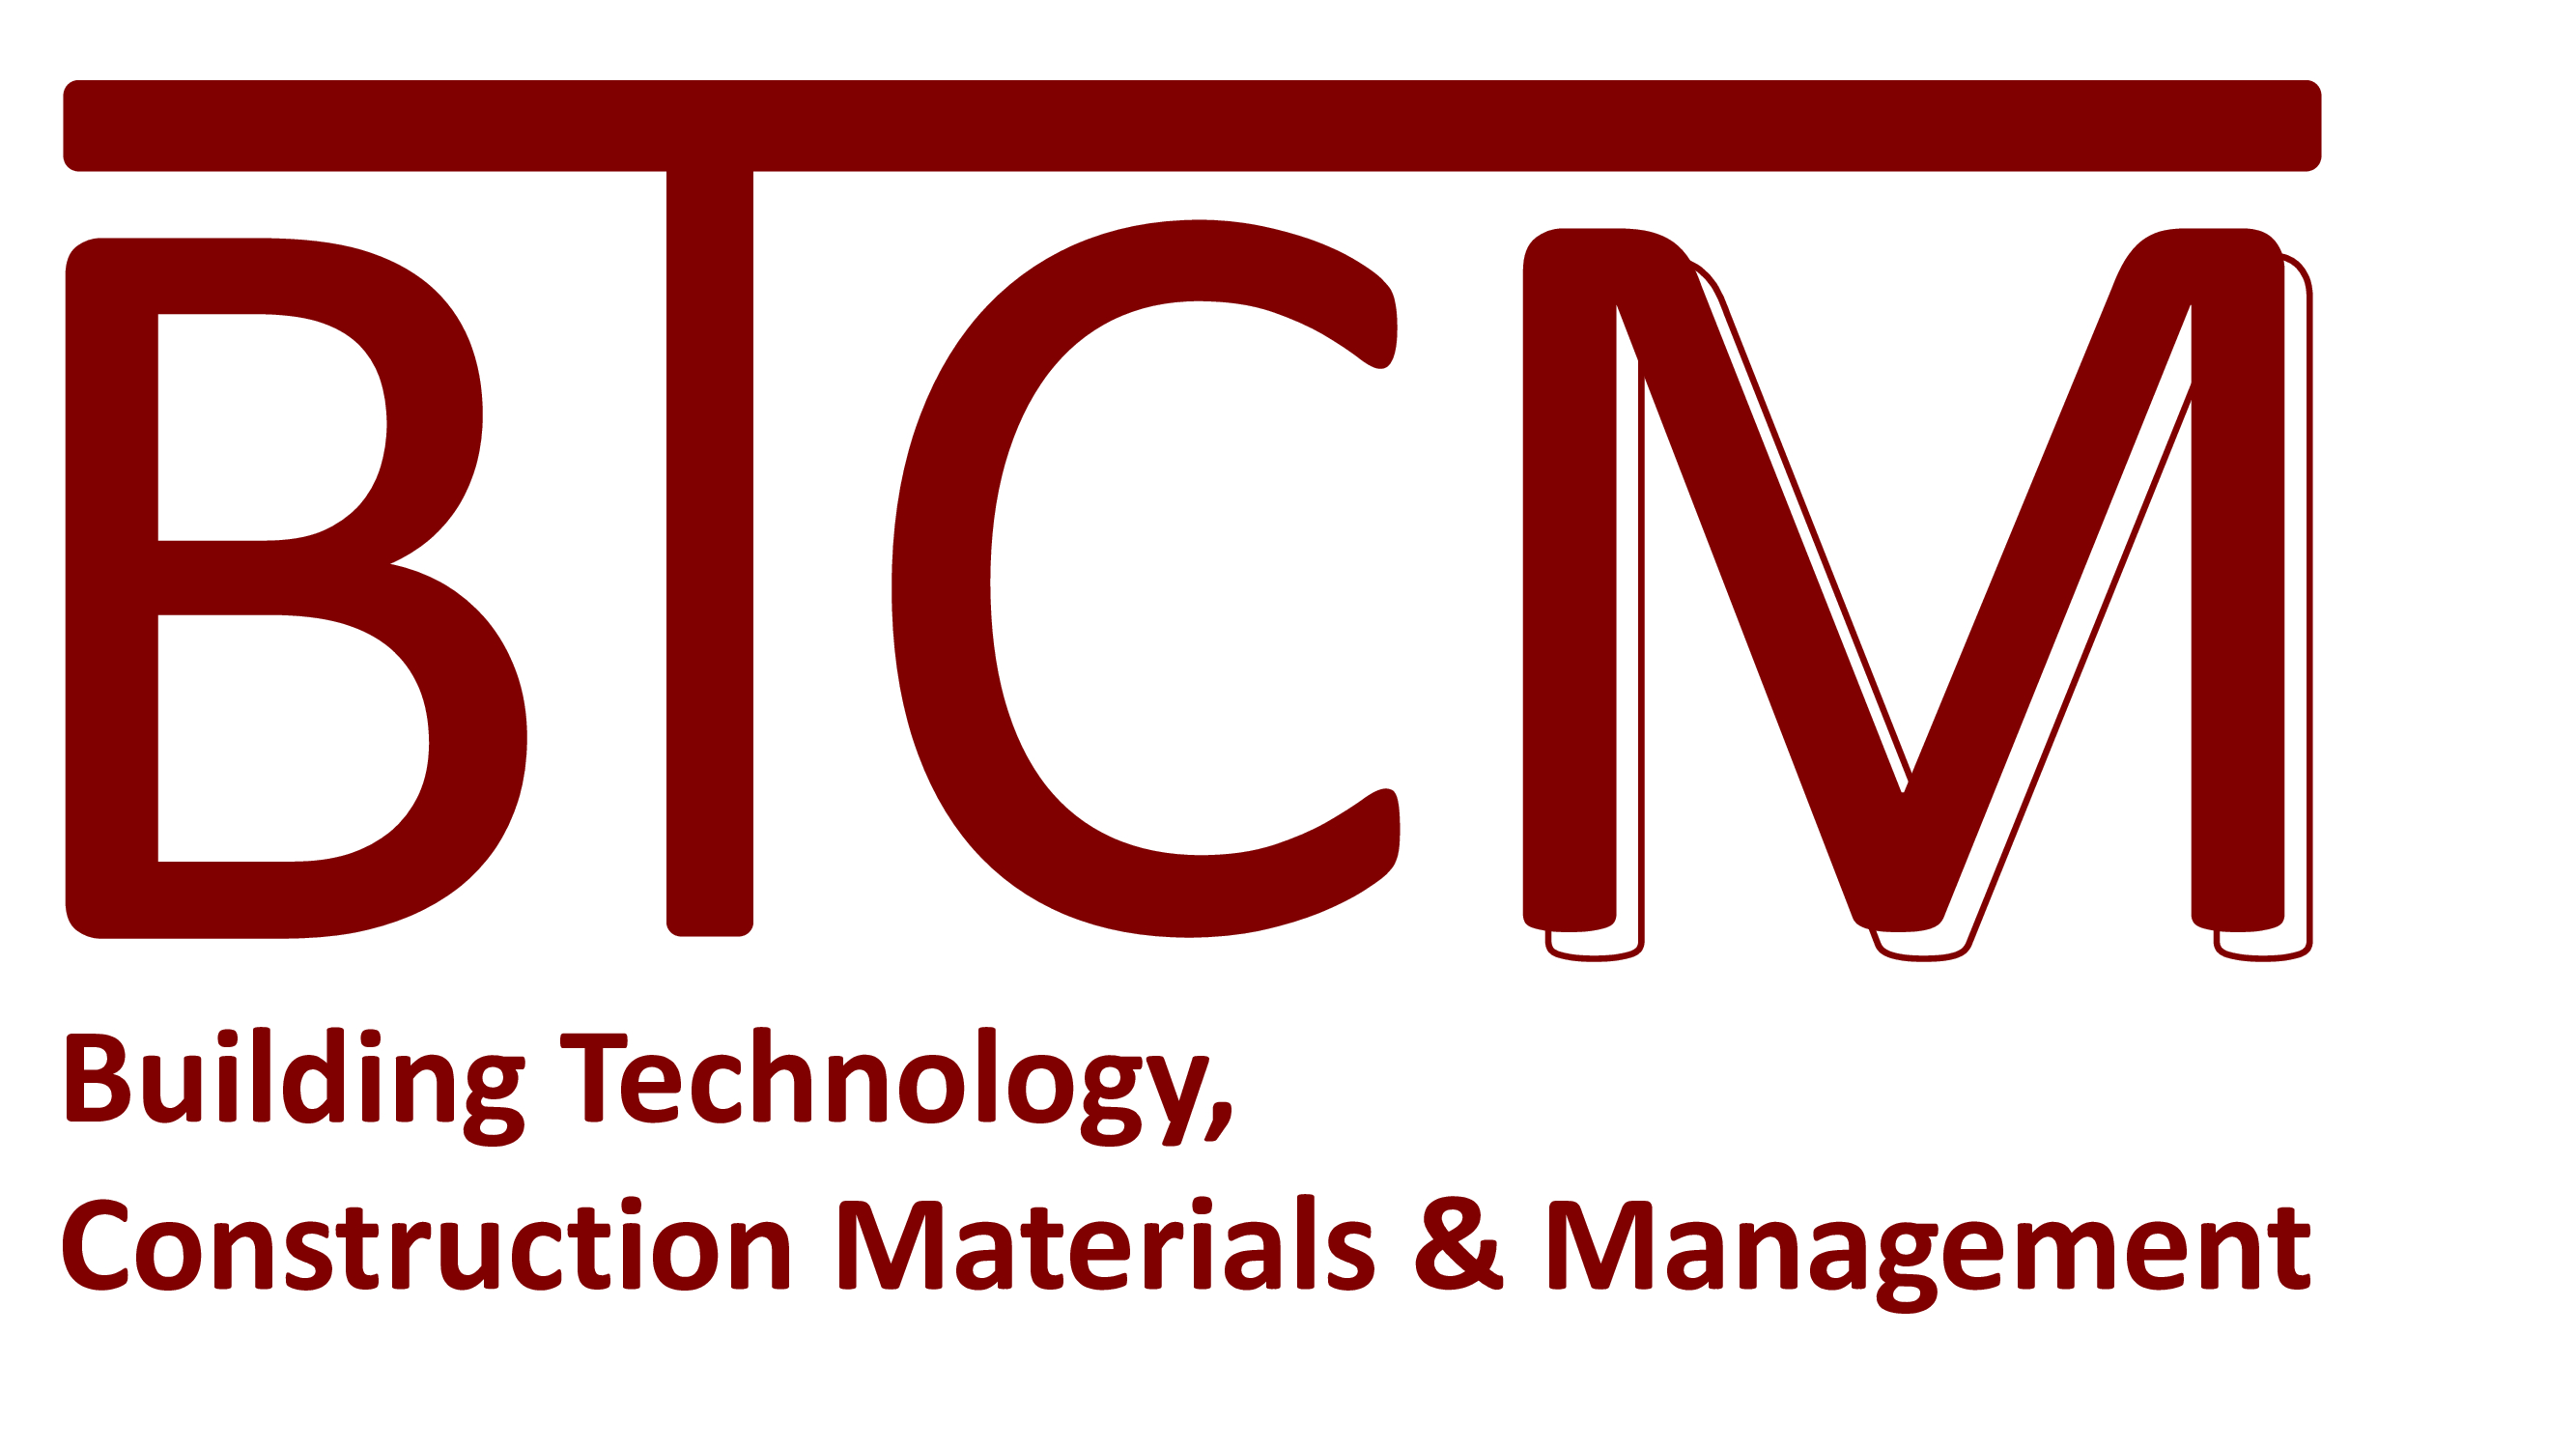 BTCM
Building Technology,
Construction Materials & Management